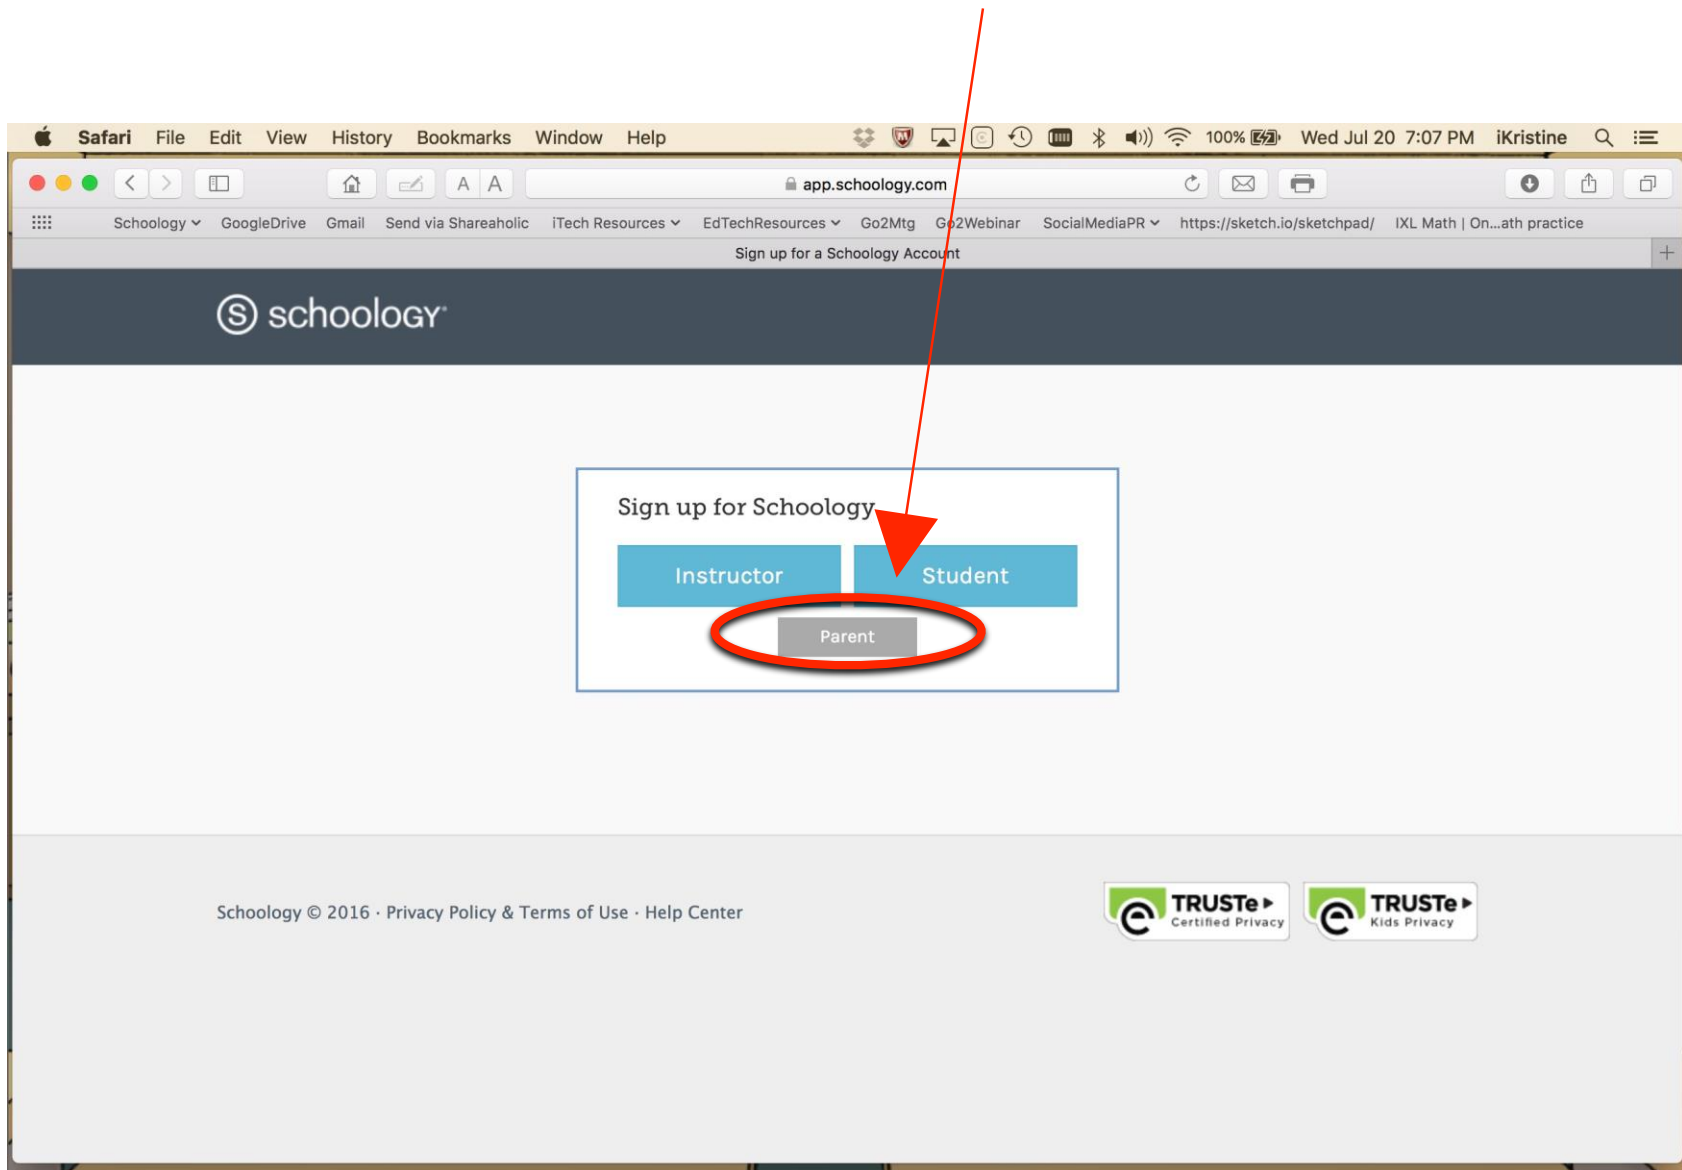 Safari File Edit View History Bookmarks Window Help 100% Wed Jul 20 7:07 PM iKristine
A A app.schoology.com
Schoology GoogleDrive Gmail Send via Shareaholic iTech Resources EdTechResources Go2Mtg Go2Webinar SocialMediaPR https://sketch.io/sketchpad/ IXL Math | On...ath practice
Sign up for a Schoology Account
S schoology
Sign up for Schoology
Instructor Student
Parent
Schoology © 2016 · Privacy Policy & Terms of Use · Help Center
TRUSTe
Certified Privacy
TRUSTe
Kids Privacy